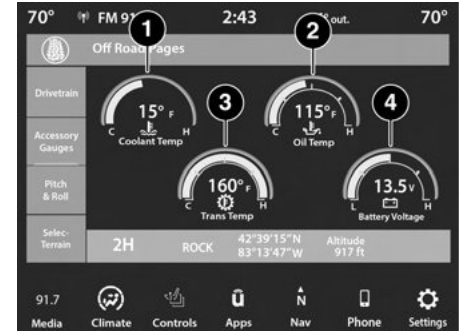 70° FM 91 2:43 out. 70°
1 2 3 4
Off Road Pages
Drivetrain
Accessory
Gauges
Pitch
& Roll
Selec-
Terrain
15° F
C H
Coolant Temp
115° F
C H
Oil Temp
160° F
C H
Trans Temp
13.5 V
L H
Battery Voltage
2H ROCK 42°39'15"N Altitude
83°13'47"W 917 ft
91.7 û N
Media Climate Controls Apps Nav Phone Settings